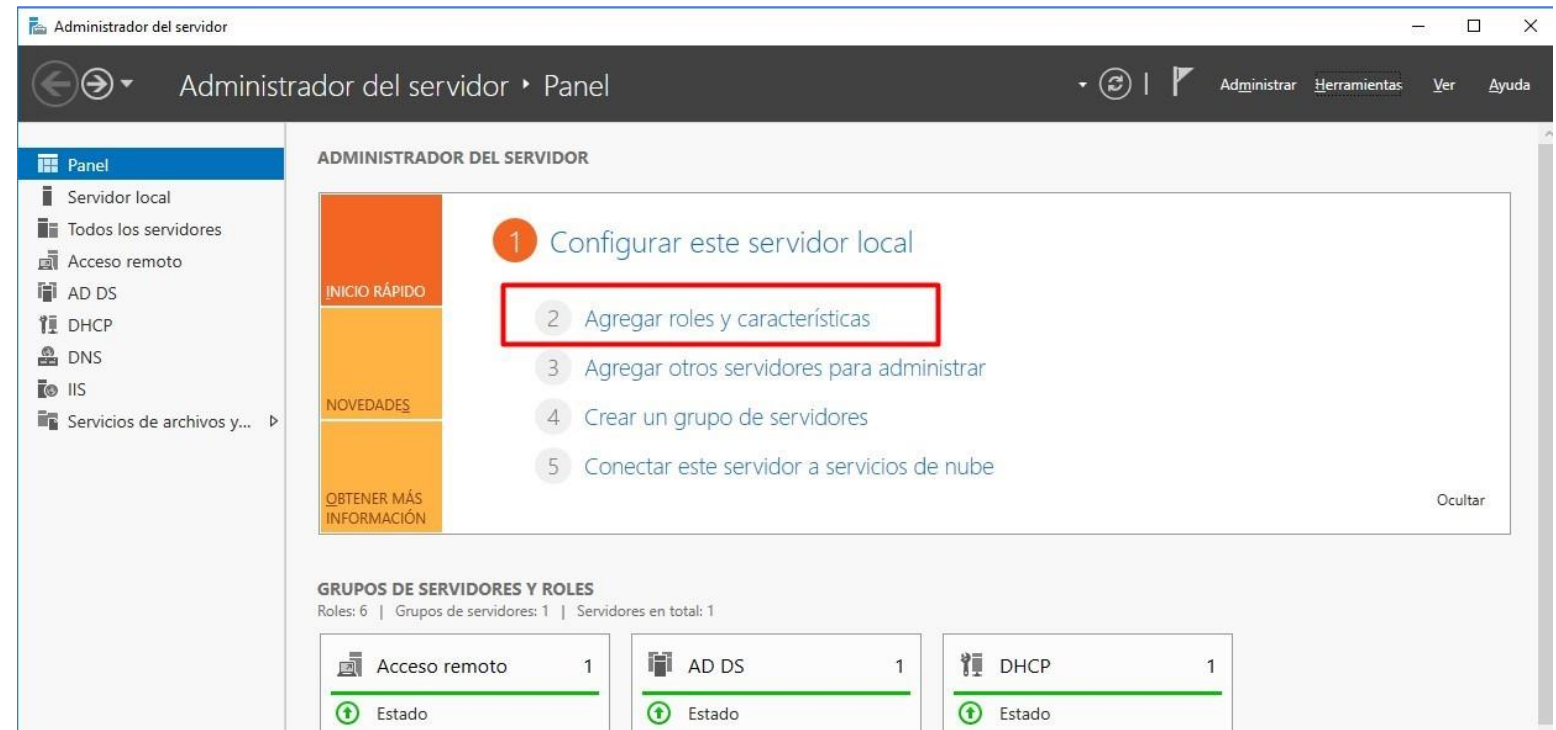 Administrador del servidor
Administrador del servidor ‣ Panel
Administrar Herramientas Ver Ayuda
Panel
Servidor local
Todos los servidores
Acceso remoto
AD DS
DHCP
DNS
IIS
Servicios de archivos y...
ADMINISTRADOR DEL SERVIDOR
INICIO RÁPIDO
NOVEDADES
OBTENER MÁS
INFORMACIÓN
1 Configurar este servidor local
2 Agregar roles y características
3 Agregar otros servidores para administrar
4 Crear un grupo de servidores
5 Conectar este servidor a servicios de nube
Ocultar
GRUPOS DE SERVIDORES Y ROLES
Roles: 6 | Grupos de servidores: 1 | Servidores en total: 1
Acceso remoto 1
Estado
AD DS 1
Estado
DHCP 1
Estado